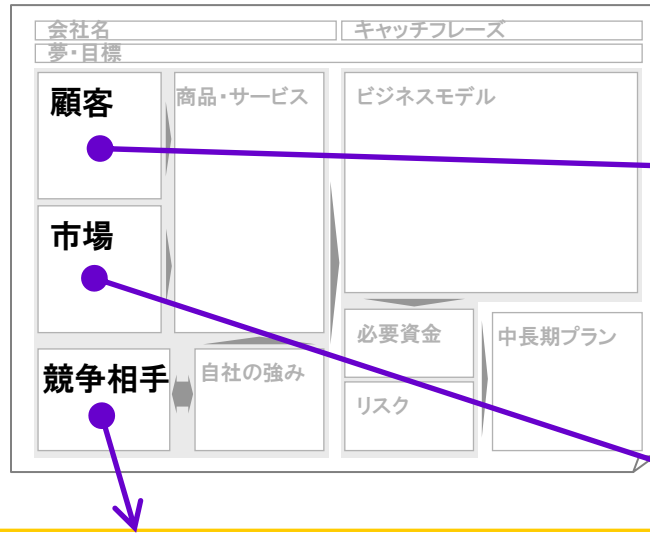 会社名
キャッチフレーズ
夢・目標
顧客
商品・サービス
ビジネスモデル
市場
必要資金
中長期プラン
競争相手
自社の強み
リスク